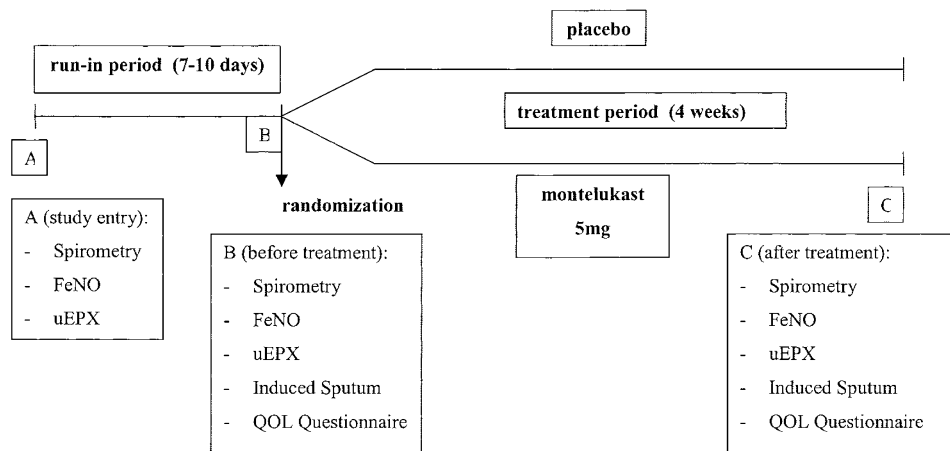 placebo
run-in period (7-10 days)
treatment period (4 weeks)
B
A
randomization
montelukast
5mg
C
A (study entry):
- Spirometry
- FeNO
- uEPX
B (before treatment):
- Spirometry
- FeNO
- uEPX
- Induced Sputum
- QOL Questionnaire
C (after treatment):
- Spirometry
- FeNO
- uEPX
- Induced Sputum
- QOL Questionnaire